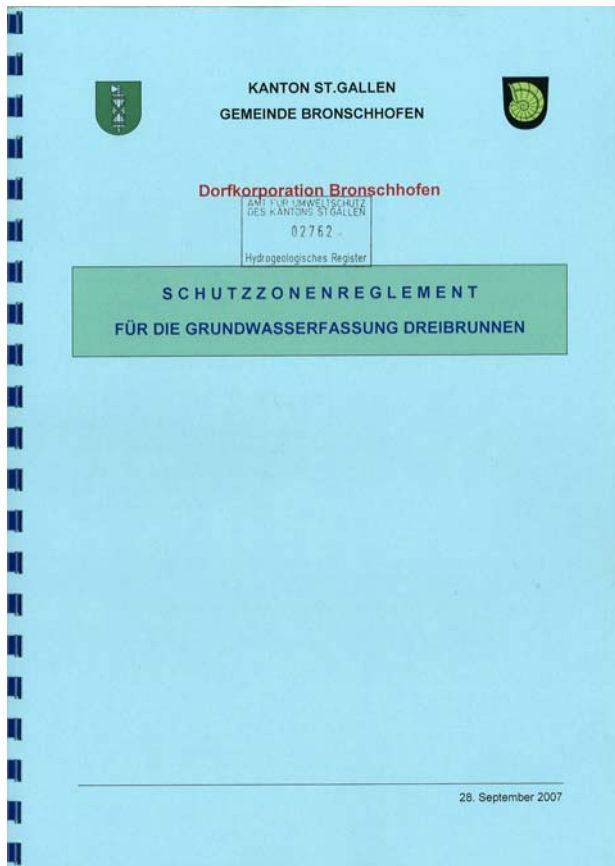 KANTON ST.GALLEN
GEMEINDE BRONSCHHOFEN
Dorfkorporation Bronschhofen
AMT FÜR UMWELTSCHUTZ
DES KANTONS ST.GALLEN
02762
Hydrogeologisches Register
SCHUTZZONENREGLEMENT
FÜR DIE GRUNDWASSERFASSUNG DREIBRUNNEN
28. September 2007